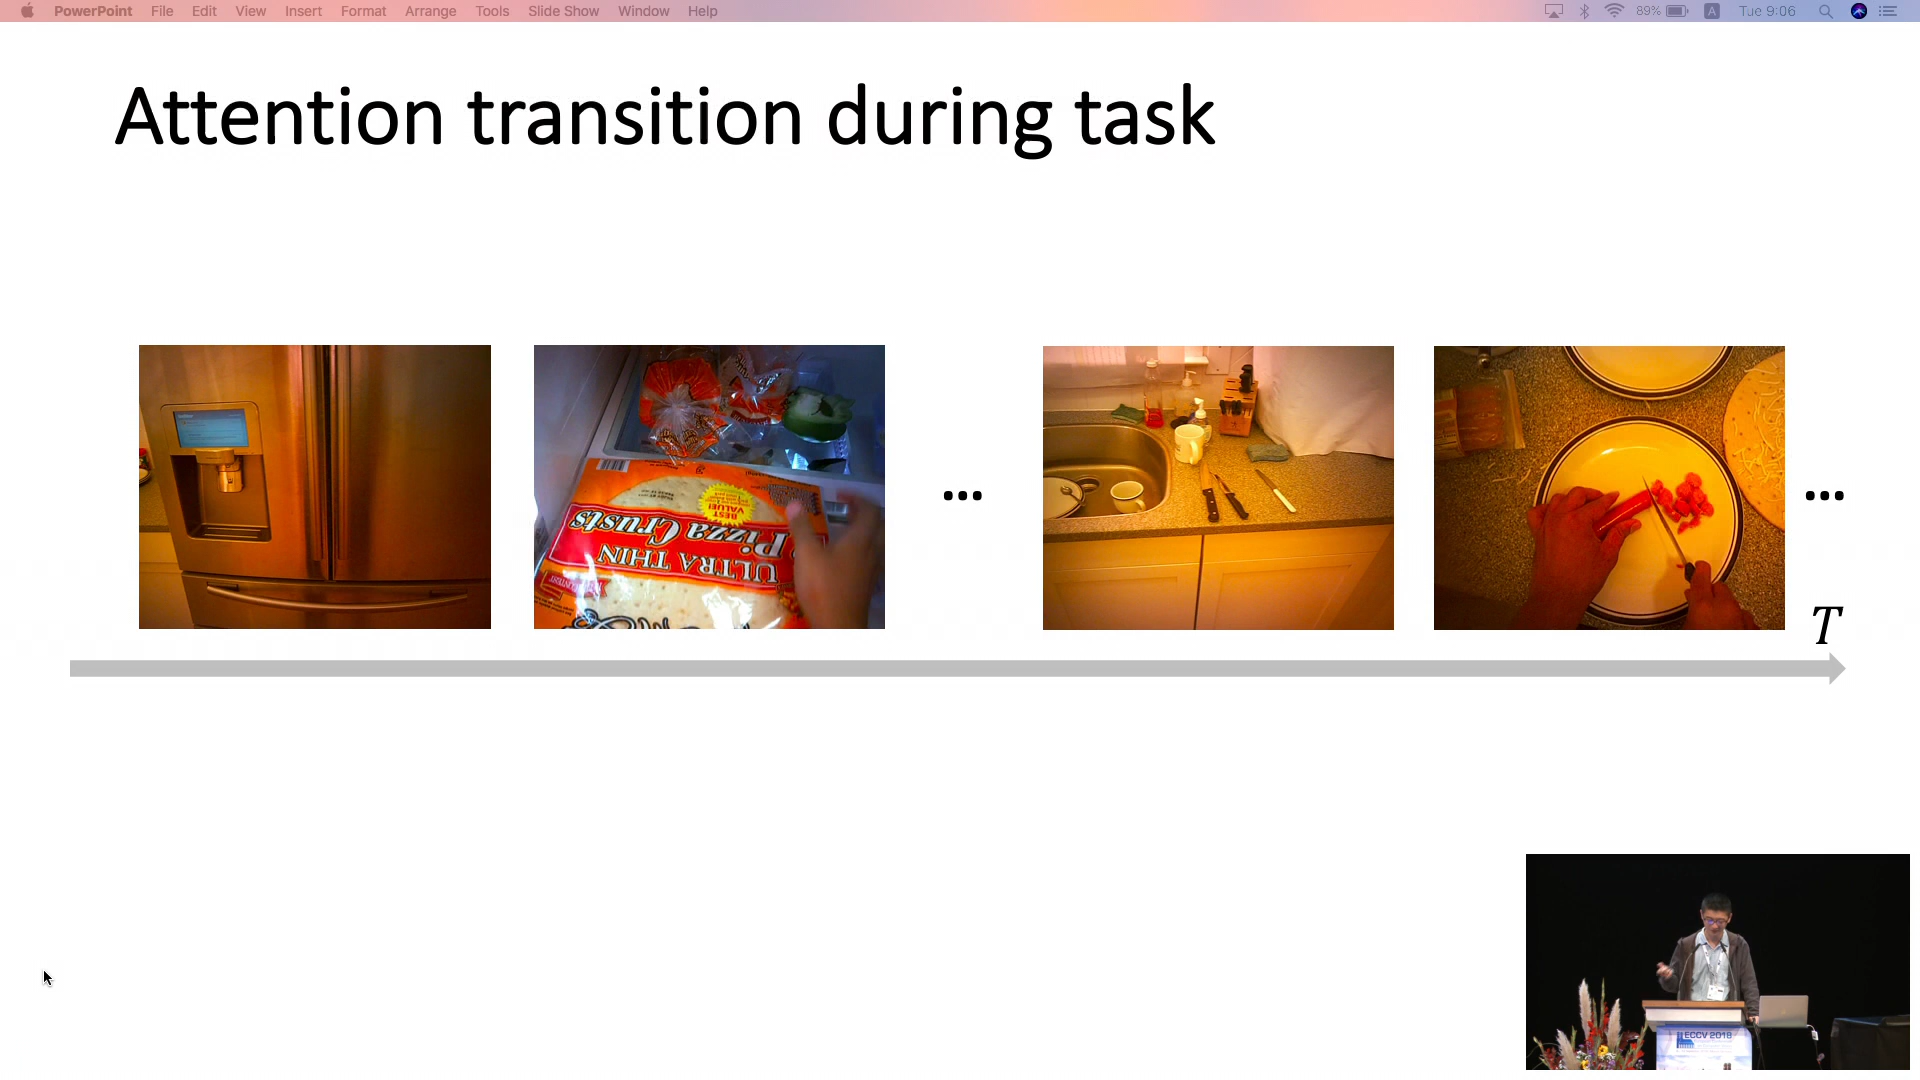 PowerPoint File Edit View Insert Format Arrange Tools Slide Show Window Help 89% A Tue 9:06
Attention transition during task
BEST VALUE!
Pizza Crusts
ULTRA THIN
...
...
T
ECCV 2018